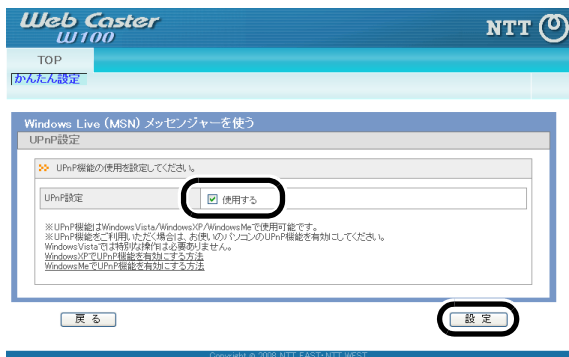 Web Caster
W100
NTT
TOP
かんたん設定
Windows Live (MSN) メッセンジャーを使う
UPnP設定
UPnP機能の使用を設定してください。
UPnP設定
使用する
※UPnP機能はWindowsVista/WindowsXP/WindowsMeで使用可能です。
※UPnP機能をご利用いただく場合は、お使いのパソコンのUPnP機能を有効にしてください。
WindowsVistaでは特別な操作は必要ありません。
WindowsXPでUPnP機能を有効にする方法
WindowsMeでUPnP機能を有効にする方法
戻る
設定
Copyright © 2008 NTT EAST・NTT WEST